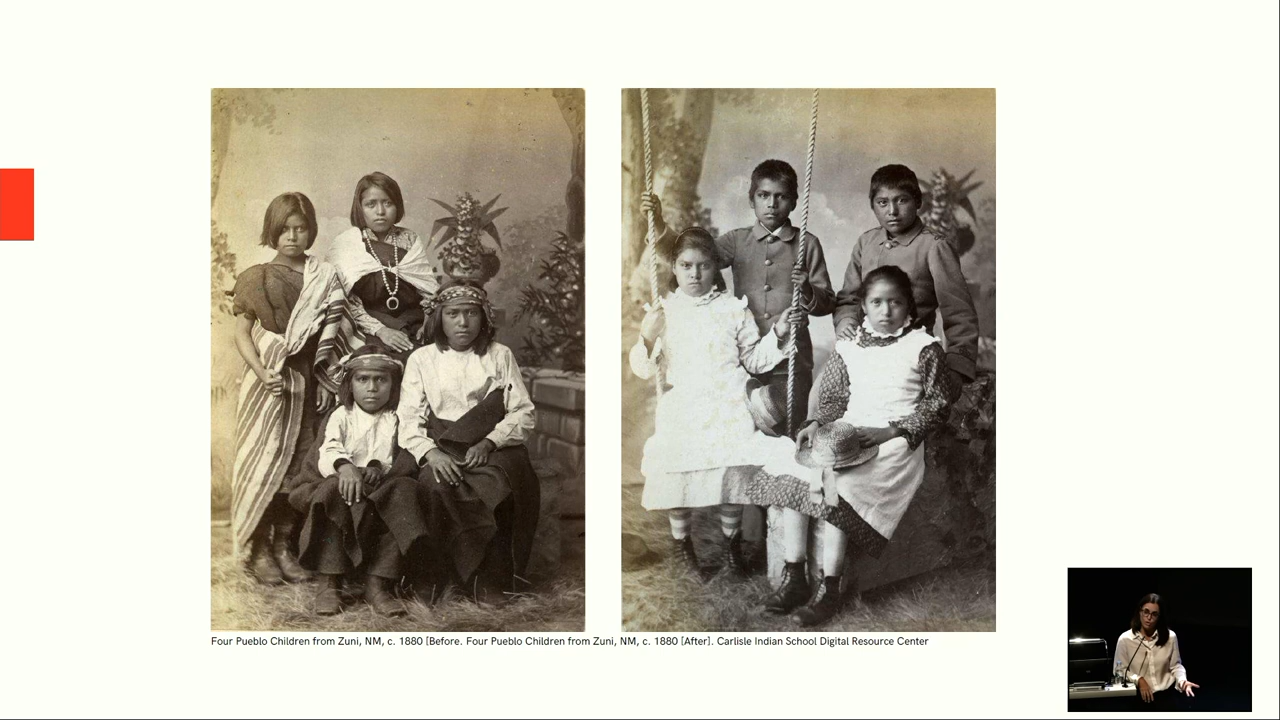 Four Pueblo Children from Zuni, NM, c. 1880 [Before. Four Pueblo Children from Zuni, NM, c. 1880 [After]. Carlisle Indian School Digital Resource Center